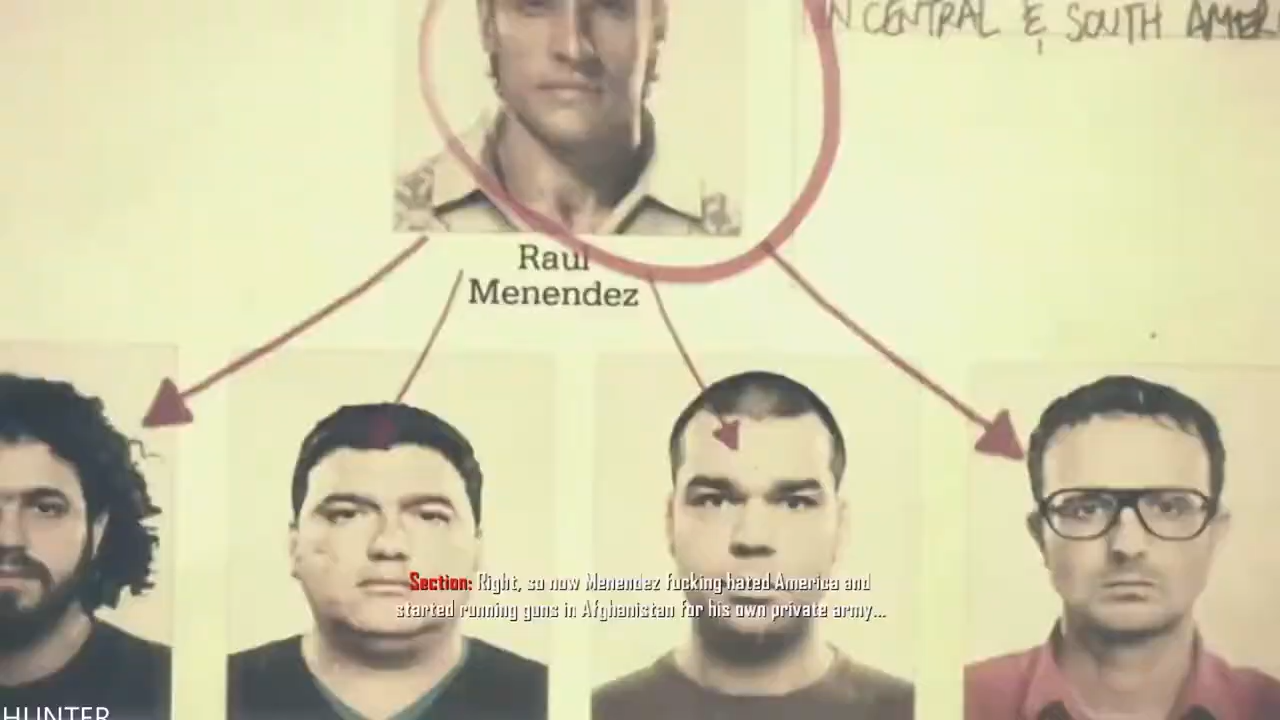 IN CENTRAL & SOUTH AMER
Raul
Menendez
Section: Right, so now Menendez fucking hated America and
started running guns in Afghanistan for his own private army...
HUNTER